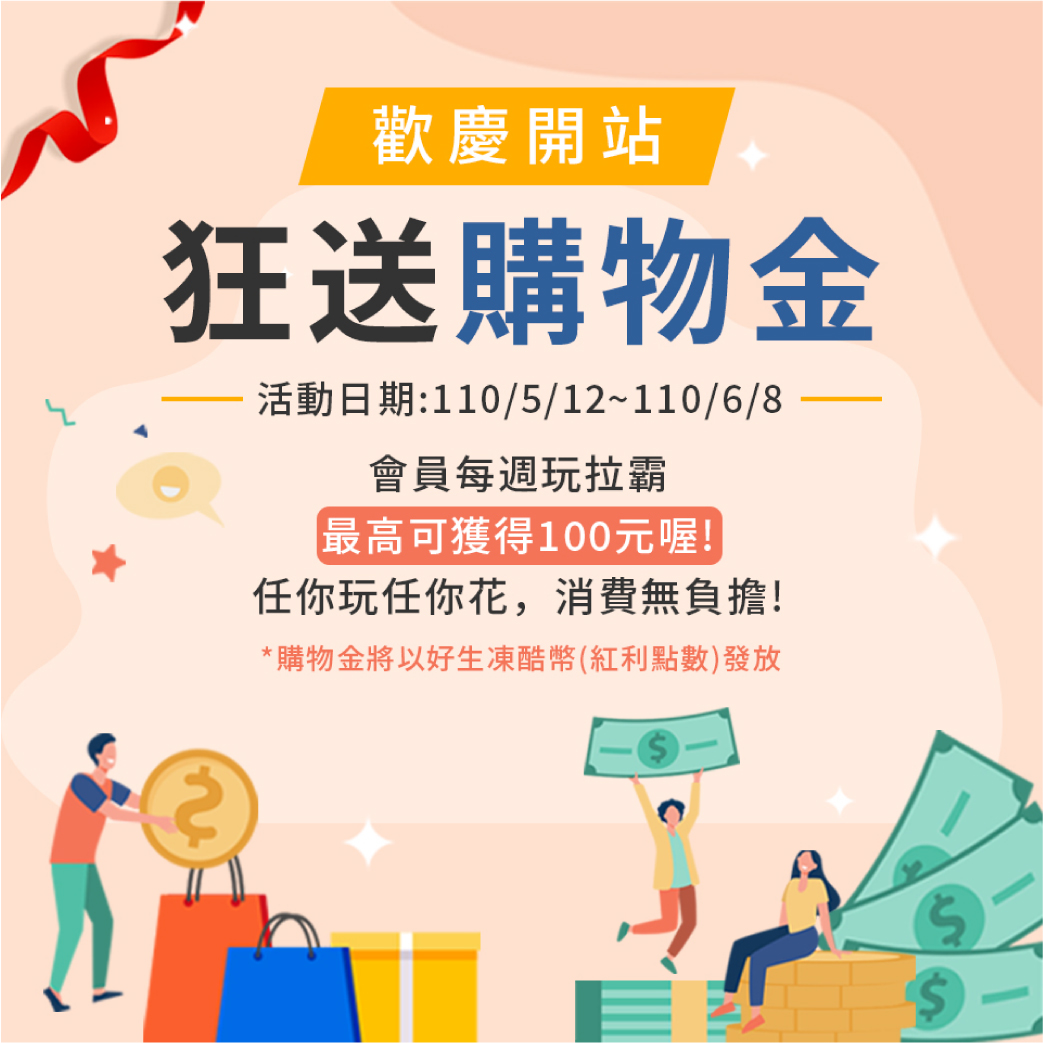 歡慶開站
狂送購物金
活動日期:110/5/12~110/6/8
會員每週玩拉霸
最高可獲得100元喔!
任你玩任你花，消費無負擔!
*購物金將以好生凍酷幣(紅利點數)發放